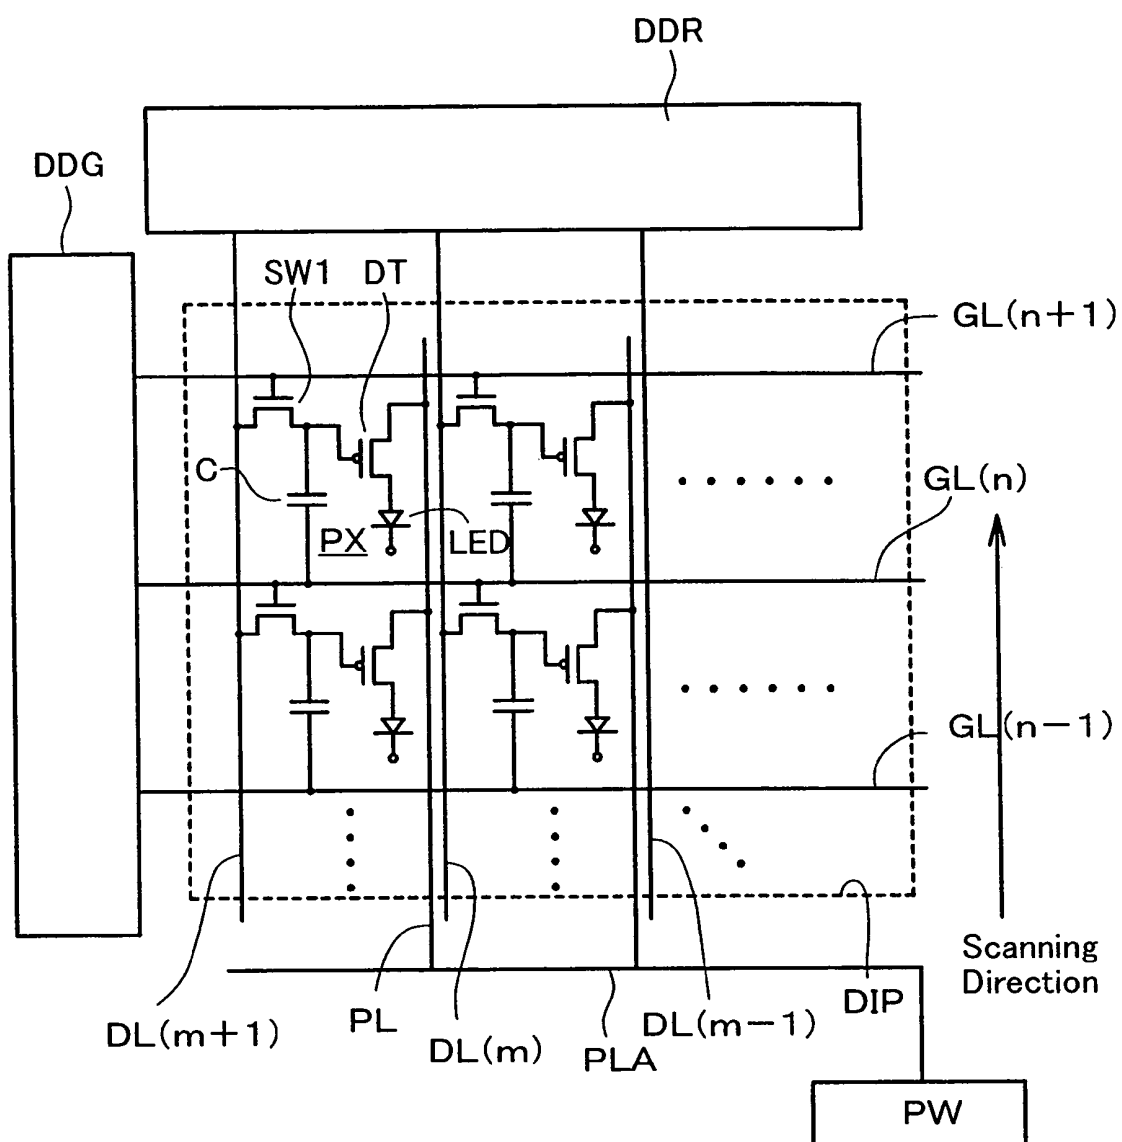 DDR
DDG
SW1 DT
GL(n+1)
C
GL(n)
PX LED
GL(n−1)
Scanning
Direction
DIP
PL
DL(m−1)
DL(m+1)
DL(m)
PLA
PW